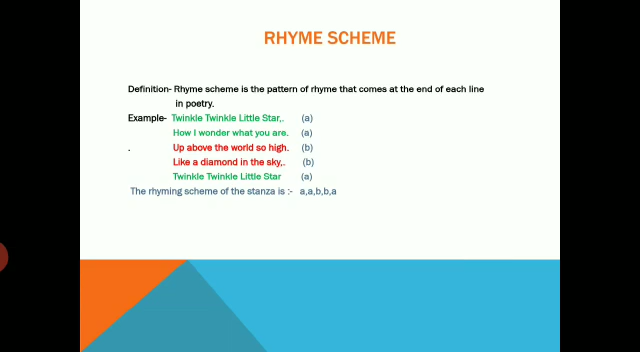 RHYME SCHEME
Definition- Rhyme scheme is the pattern of rhyme that comes at the end of each line
in poetry.
Example- Twinkle Twinkle Little Star,. (a)
How I wonder what you are. (a)
. Up above the world so high. (b)
Like a diamond in the sky,. (b)
Twinkle Twinkle Little Star (a)
The rhyming scheme of the stanza is :- a,a,b,b,a